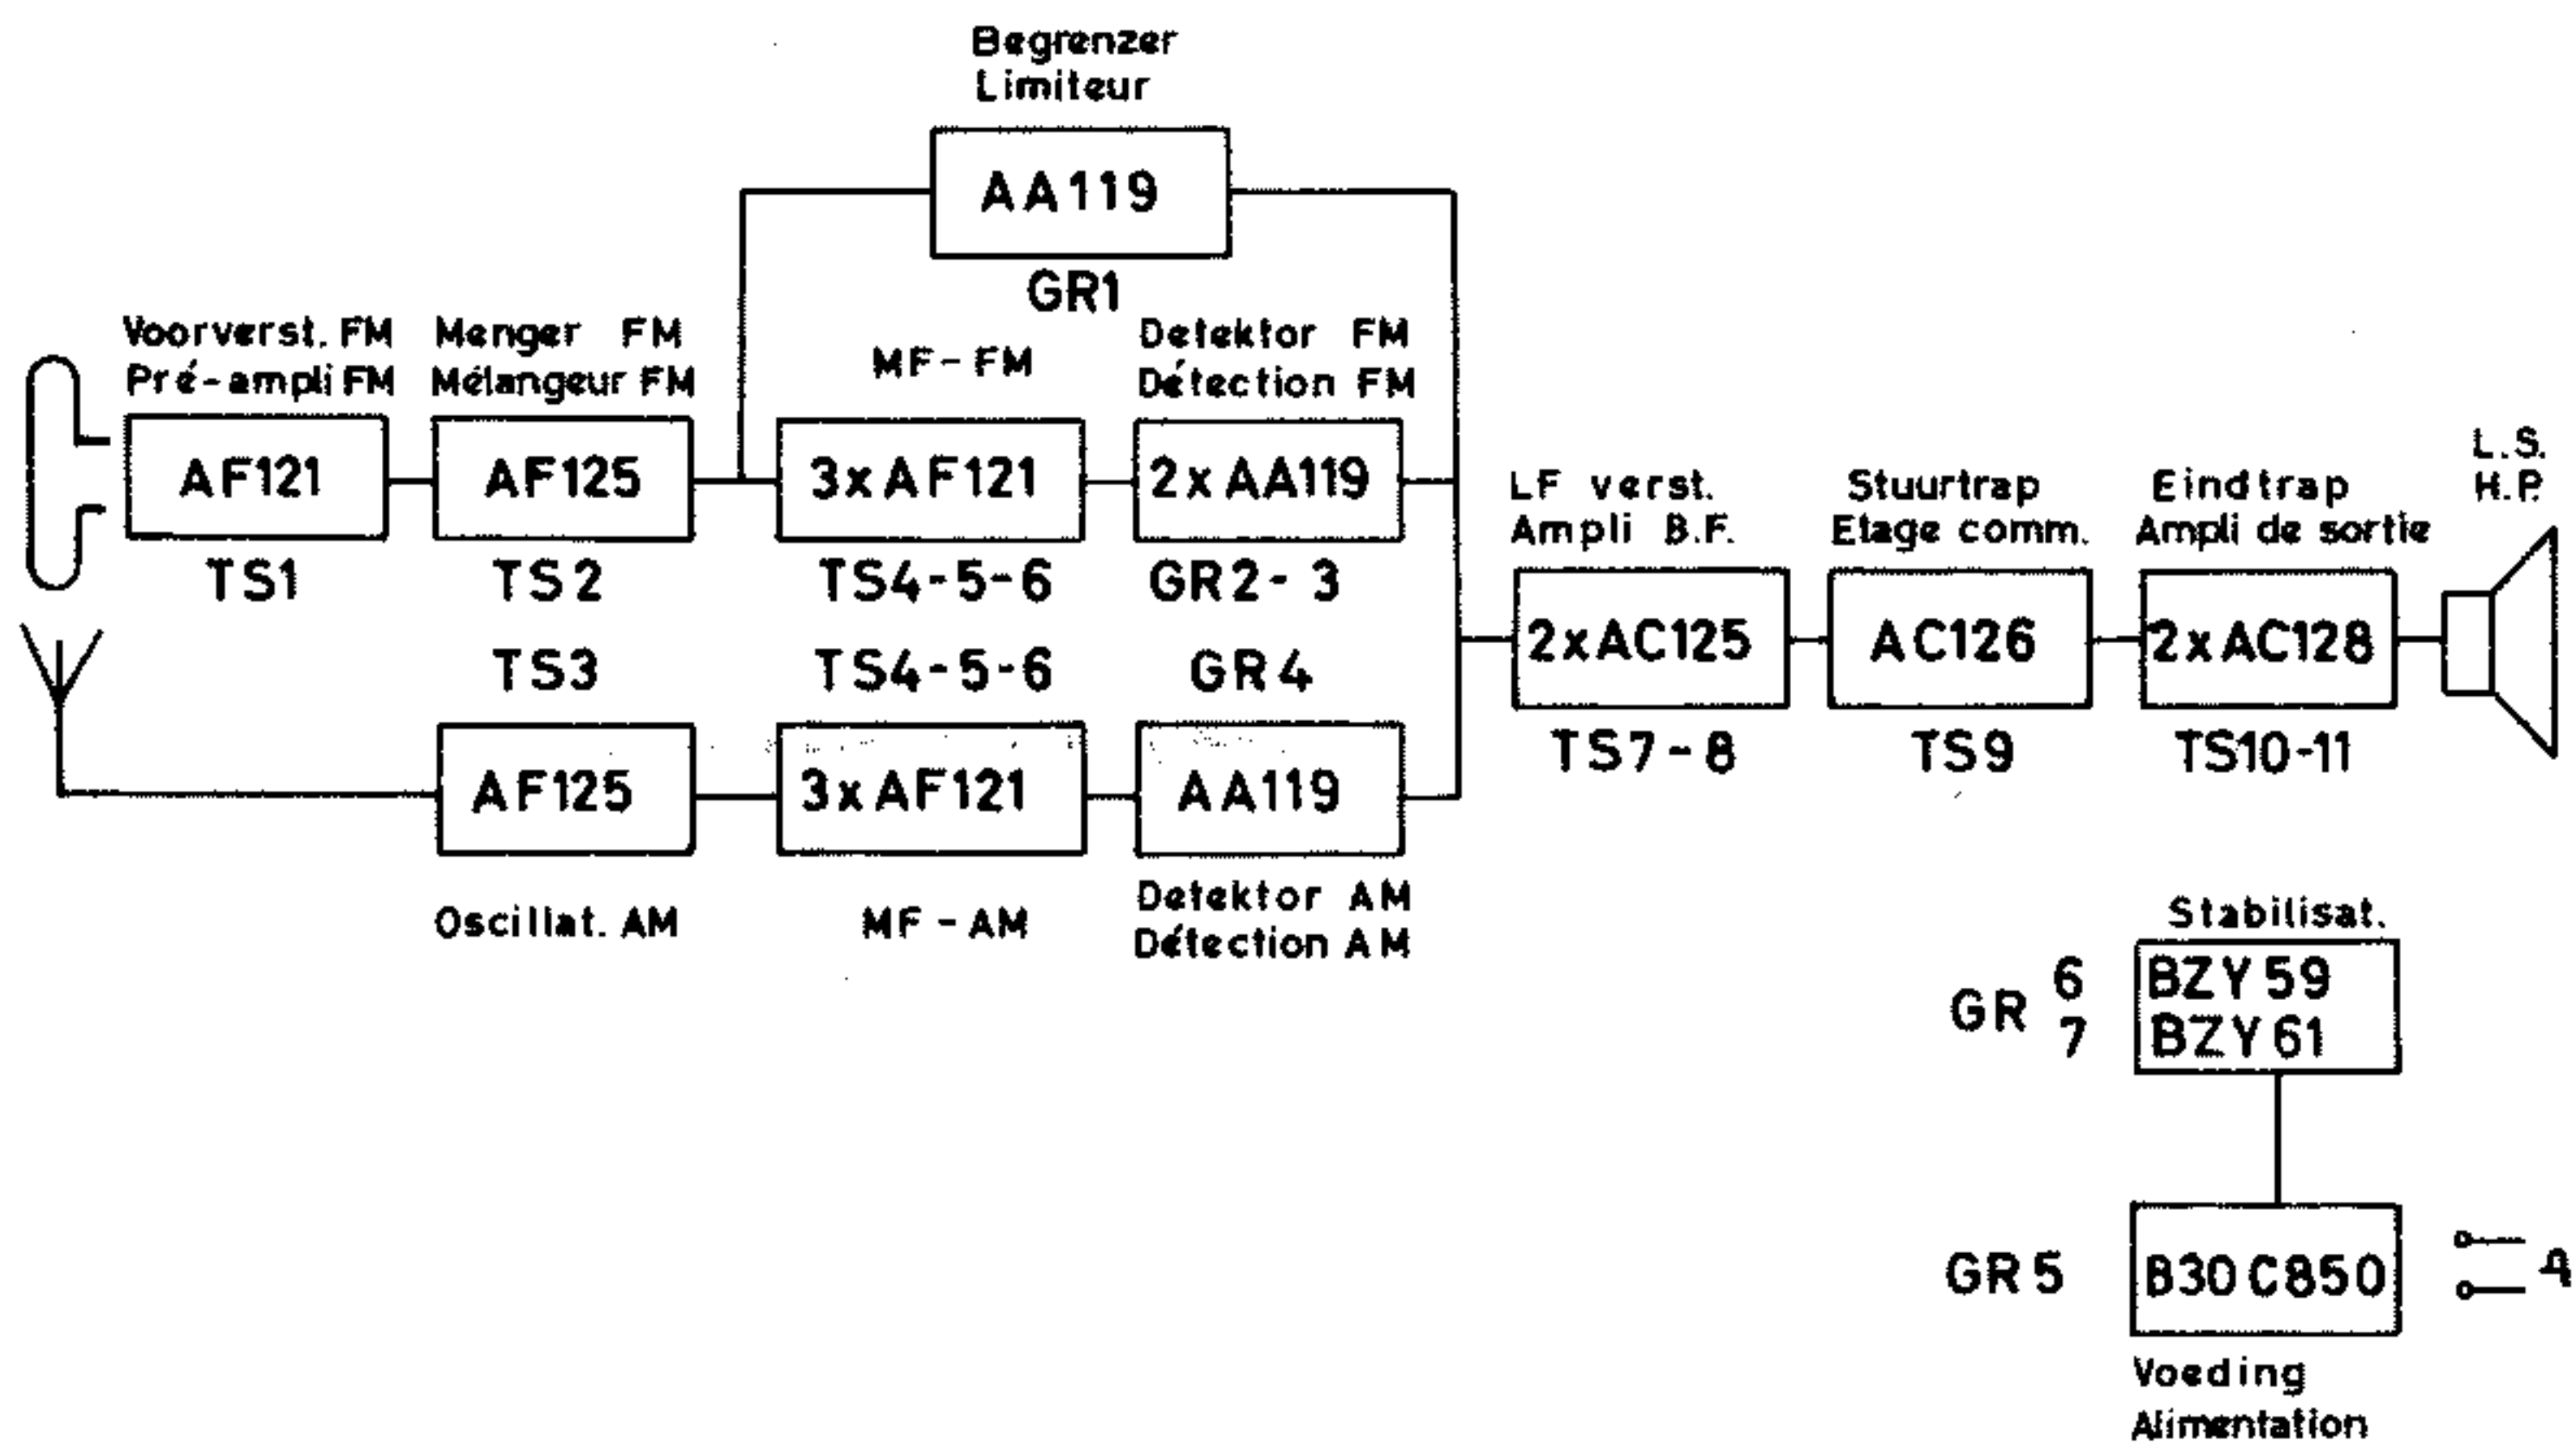 Begrenzer
Limiteur
AA119
GR1
Voorverst. FM
Pré-ampli FM
AF121
TS1
Menger FM
Mélangeur FM
AF125
TS2
MF-FM
3xAF121
TS4-5-6
Detektor FM
Détection FM
2xAA119
GR2-3
TS3
AF125
Oscillat. AM
TS4-5-6
3xAF121
MF-AM
GR4
AA119
Detektor AM
Détection AM
LF verst.
Ampli B.F.
2xAC125
TS7-8
Stuurtrap
Etage comm.
AC126
TS9
Eindtrap
Ampli de sortie
2xAC128
TS10-11
L.S.
H.P.
Stabilisat.
GR 6 BZY59
7 BZY61
GR5 B30C850
Voeding
Alimentation